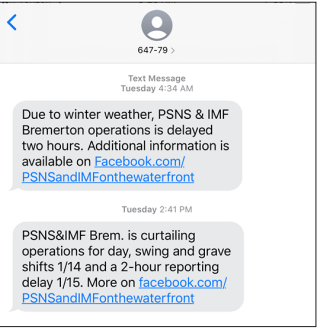 647-79 >
Text Message
Tuesday 4:34 AM
Due to winter weather, PSNS & IMF
Bremerton operations is delayed
two hours. Additional information is
available on Facebook.com/
PSNSandIMFonthewaterfront
Tuesday 2:41 PM
PSNS&IMF Brem. is curtailing
operations for day, swing and grave
shifts 1/14 and a 2-hour reporting
delay 1/15. More on facebook.com/
PSNSandIMFonthewaterfront